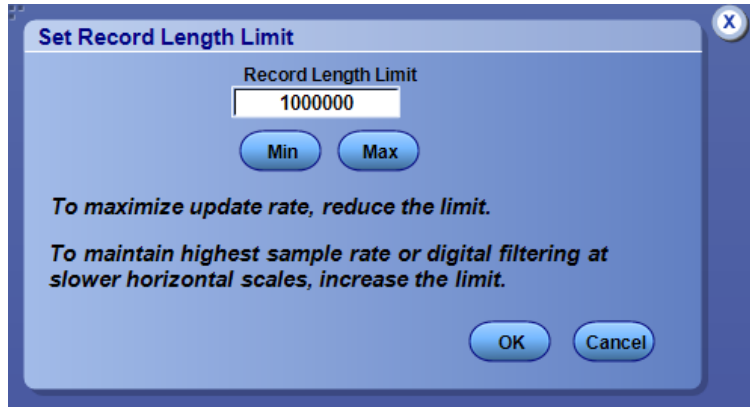 Set Record Length Limit
X
Record Length Limit
1000000
Min Max
To maximize update rate, reduce the limit.
To maintain highest sample rate or digital filtering at
slower horizontal scales, increase the limit.
OK Cancel